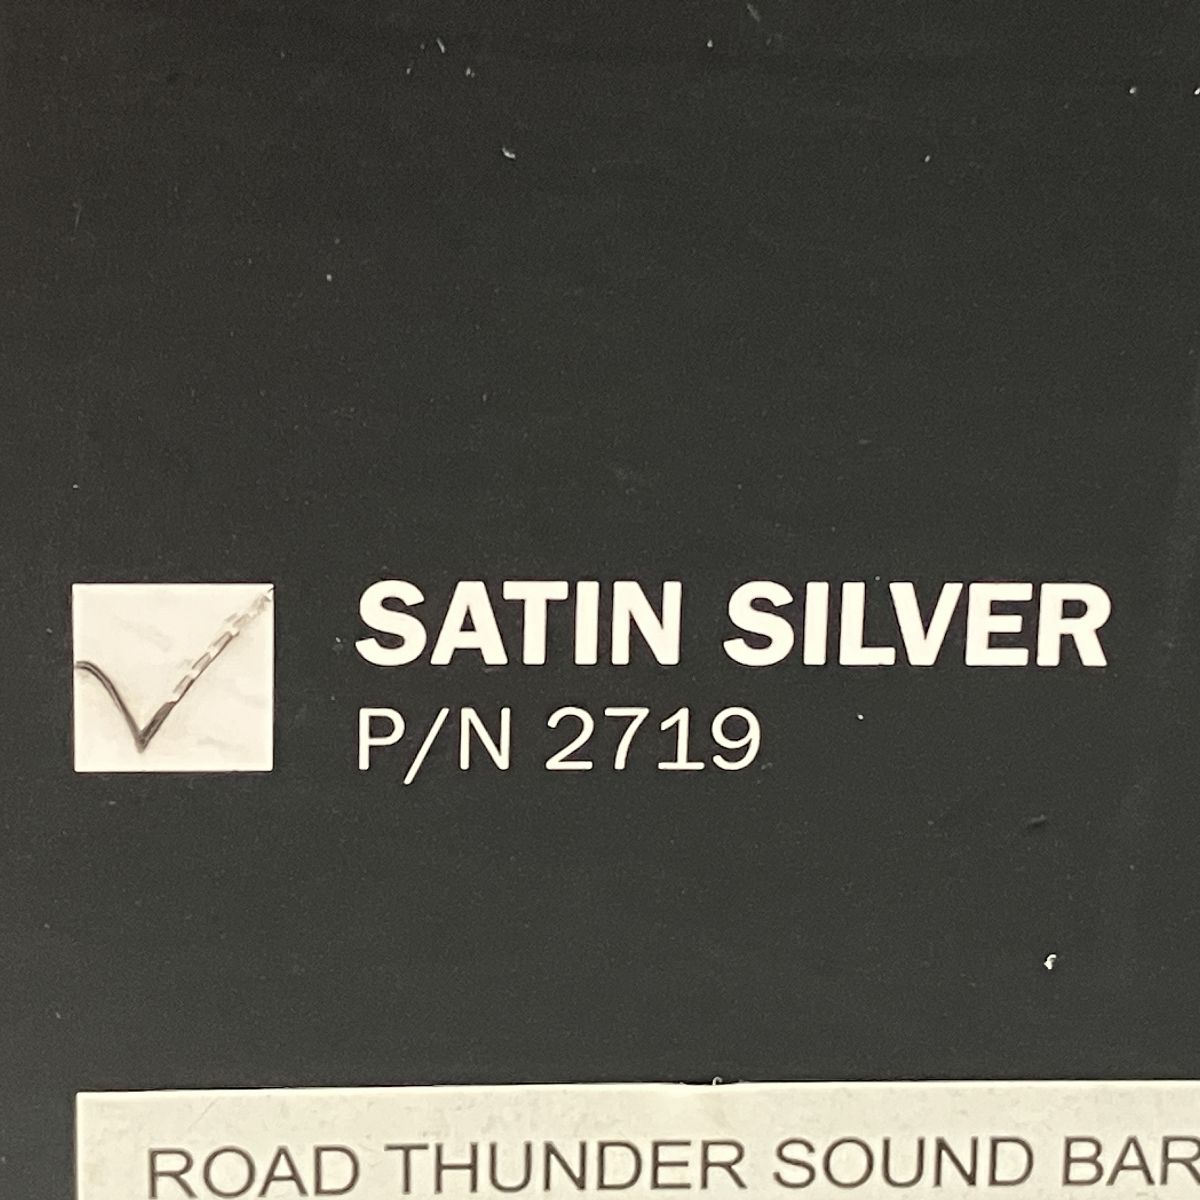 SATIN SILVER
P/N 2719
ROAD THUNDER SOUND BAR